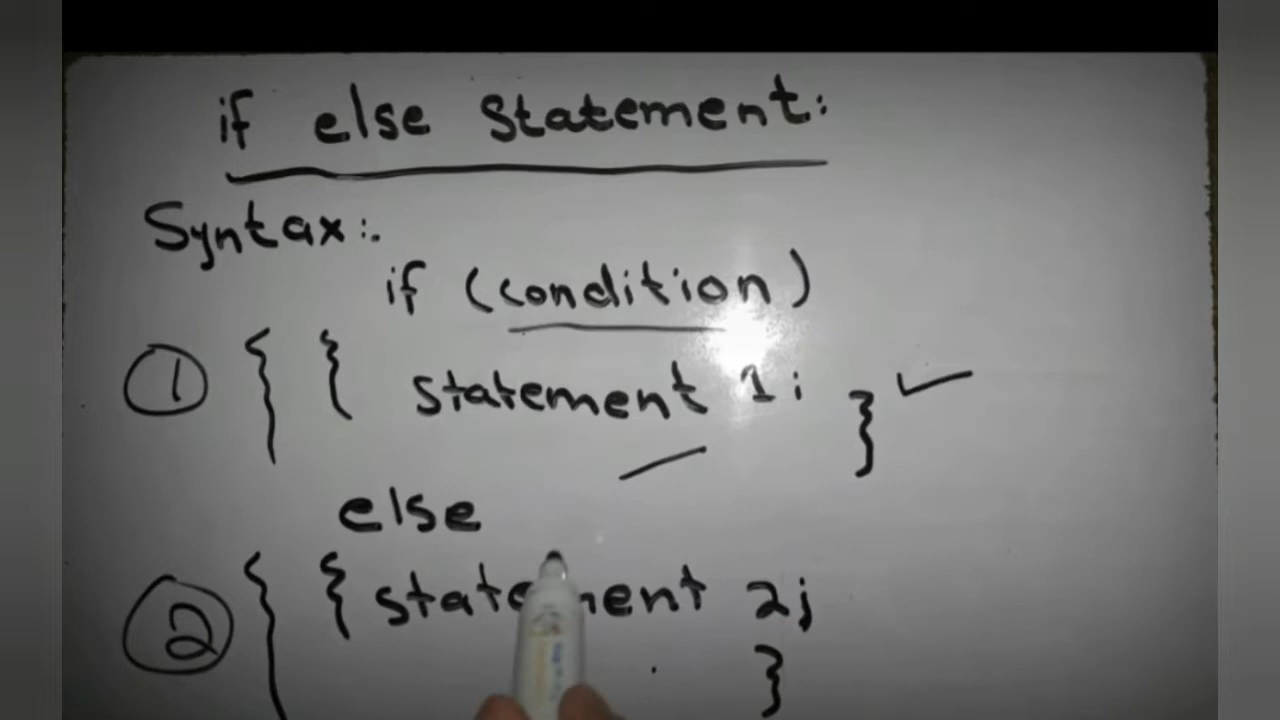 if else Statement:
Syntax:.
if (condition)
① { { statement 1;
}
else
② { { statement 2;
}